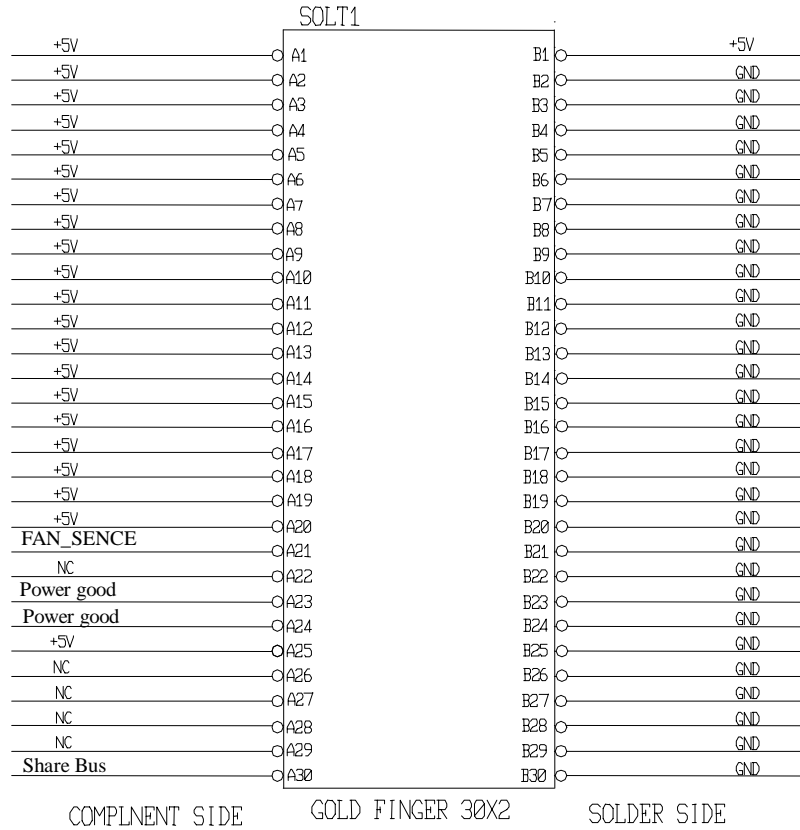 SOLT1
+5V A1 B1 +5V
+5V A2 B2 GND
+5V A3 B3 GND
+5V A4 B4 GND
+5V A5 B5 GND
+5V A6 B6 GND
+5V A7 B7 GND
+5V A8 B8 GND
+5V A9 B9 GND
+5V A10 B10 GND
+5V A11 B11 GND
+5V A12 B12 GND
+5V A13 B13 GND
+5V A14 B14 GND
+5V A15 B15 GND
+5V A16 B16 GND
+5V A17 B17 GND
+5V A18 B18 GND
+5V A19 B19 GND
+5V A20 B20 GND
FAN_SENCE A21 B21 GND
NC A22 B22 GND
Power good A23 B23 GND
Power good A24 B24 GND
+5V A25 B25 GND
NC A26 B26 GND
NC A27 B27 GND
NC A28 B28 GND
NC A29 B29 GND
Share Bus A30 B30 GND
COMPLNENT SIDE GOLD FINGER 30X2 SOLDER SIDE